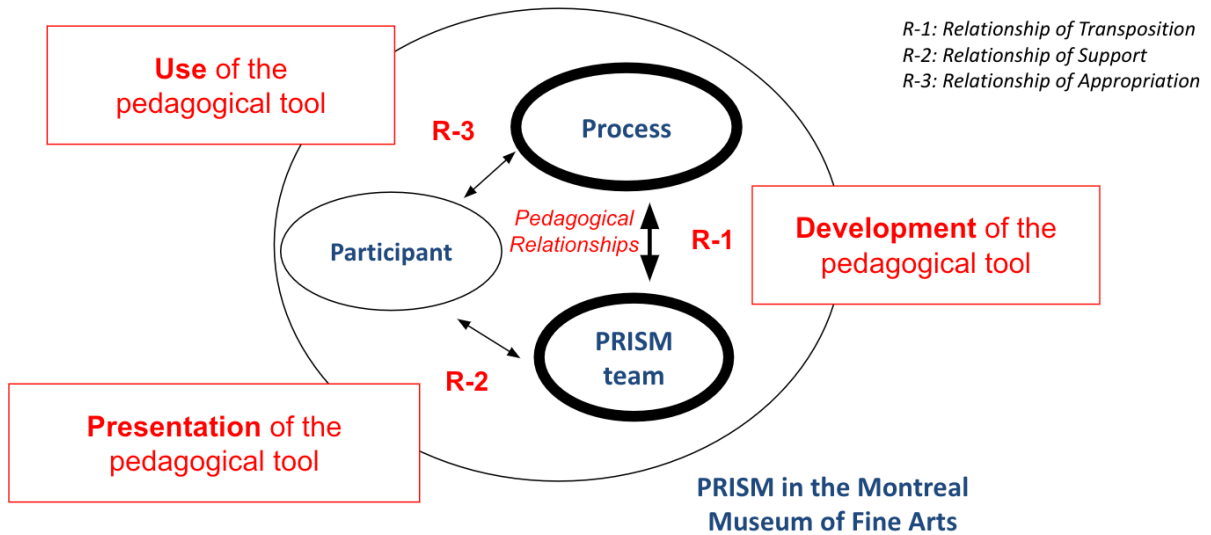 R-1: Relationship of Transposition
R-2: Relationship of Support
R-3: Relationship of Appropriation
Use of the
pedagogical tool
R-3
Process
Participant
Pedagogical
Relationships
R-1
Development of the
pedagogical tool
PRISM
team
R-2
Presentation of the
pedagogical tool
PRISM in the Montreal
Museum of Fine Arts